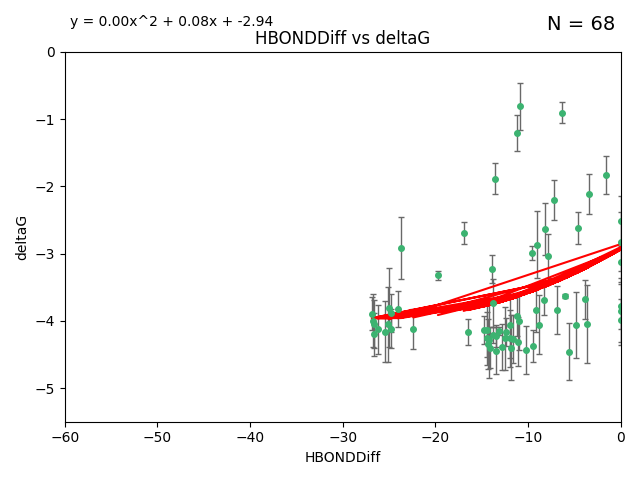 y = 0.00x^2 + 0.08x + -2.94
N = 68
HBONDDiff vs deltaG
0
−1
−2
−3
−4
−5
deltaG
−60 −50 −40 −30 −20 −10 0
HBONDDiff